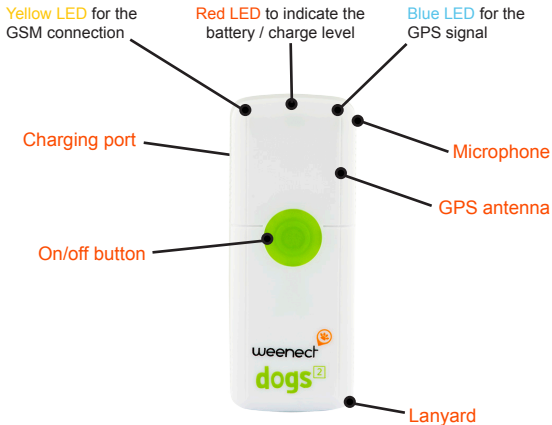 Yellow LED for the
GSM connection
Red LED to indicate the
battery / charge level
Blue LED for the
GPS signal
Charging port
Microphone
GPS antenna
On/off button
weenect
dogs 2
Lanyard